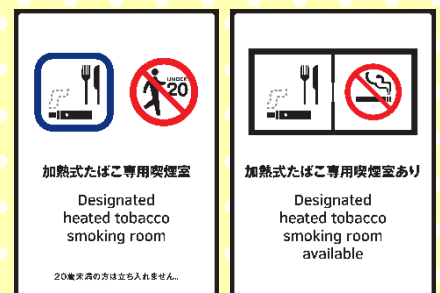 UNDER
20
加熱式たばこ専用喫煙室
Designated
heated tobacco
smoking room
20歳未満の方は立ち入れません。
加熱式たばこ専用喫煙室あり
Designated
heated tobacco
smoking room
available